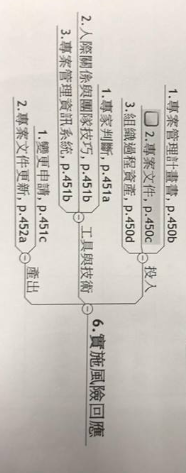 6.實施風險回應
投入
1.專案管理計畫書, p.450b
2.專案文件, p.450c
3.組織過程資產, p.450d
工具與技術
1.專家判斷, p.451a
2.人際關係與團隊技巧, p.451b
3.專案管理資訊系統, p.451b
產出
1.變更申請, p.451c
2.專案文件更新, p.452a